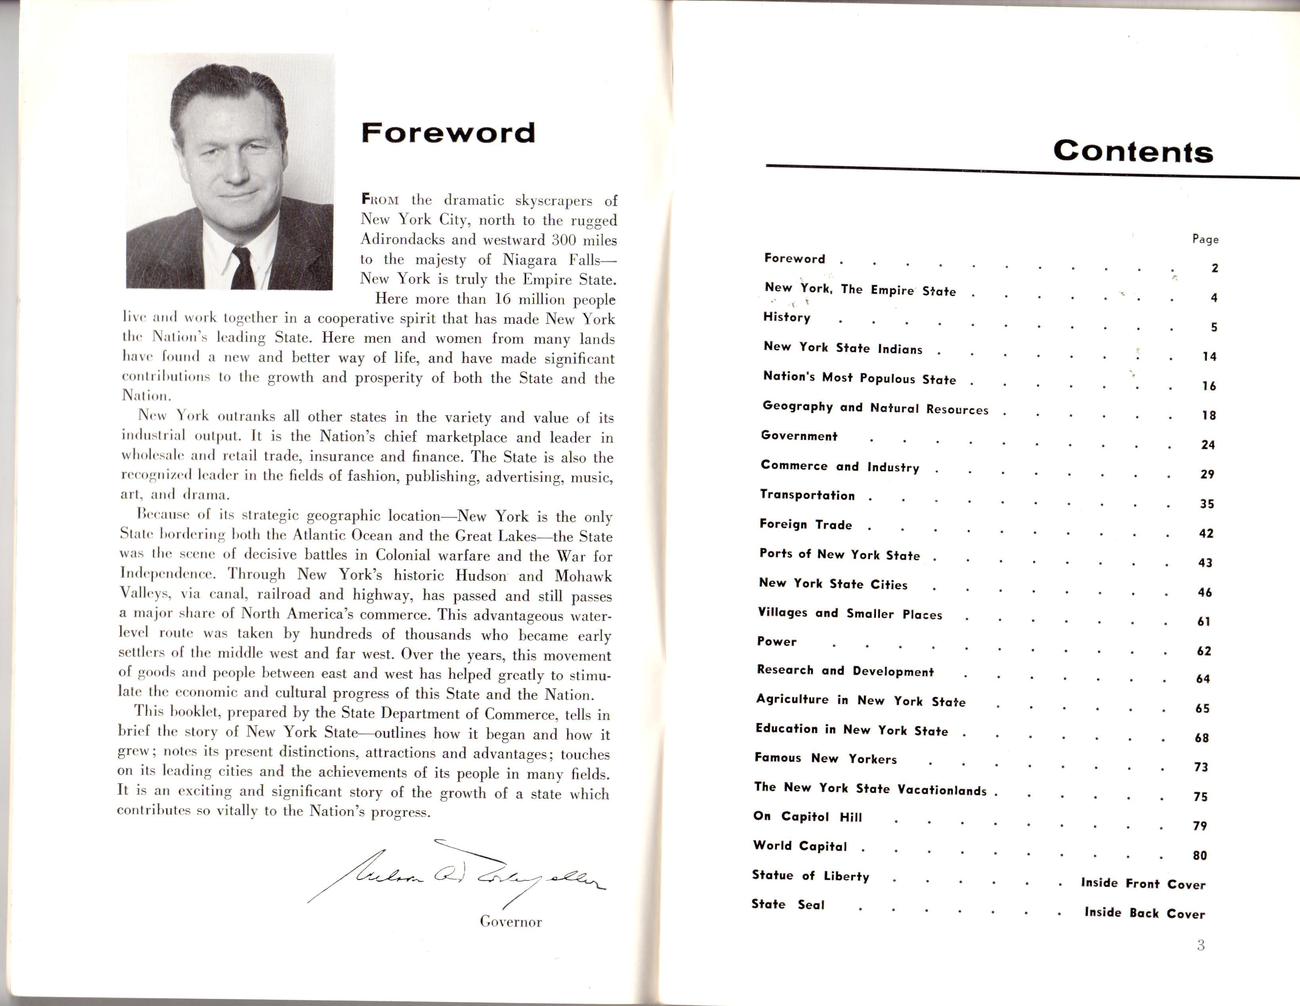 Foreword
FROM the dramatic skyscrapers of
New York City, north to the rugged
Adirondacks and westward 300 miles
to the majesty of Niagara Falls—
New York is truly the Empire State.
Here more than 16 million people
live and work together in a cooperative spirit that has made New York
the Nation's leading State. Here men and women from many lands
have found a new and better way of life, and have made significant
contributions to the growth and prosperity of both the State and the
Nation.
New York outranks all other states in the variety and value of its
industrial output. It is the Nation's chief marketplace and leader in
wholesale and retail trade, insurance and finance. The State is also the
recognized leader in the fields of fashion, publishing, advertising, music,
art, and drama.
Because of its strategic geographic location—New York is the only
State bordering both the Atlantic Ocean and the Great Lakes—the State
was the scene of decisive battles in Colonial warfare and the War for
Independence. Through New York's historic Hudson and Mohawk
Valleys, via canal, railroad and highway, has passed and still passes
a major share of North America's commerce. This advantageous water-
level route was taken by hundreds of thousands who became early
settlers of the middle west and far west. Over the years, this movement
of goods and people between east and west has helped greatly to stimu-
late the economic and cultural progress of this State and the Nation.
This booklet, prepared by the State Department of Commerce, tells in
brief the story of New York State—outlines how it began and how it
grew; notes its present distinctions, attractions and advantages; touches
on its leading cities and the achievements of its people in many fields.
It is an exciting and significant story of the growth of a state which
contributes so vitally to the Nation's progress.
Nelson A Rockefeller
Governor
Contents
Page
Foreword . . . . . . . . . . . 2
New York, The Empire State . . . . . . . 4
History . . . . . . . . . . . 5
New York State Indians . . . . . . . . 14
Nation's Most Populous State . . . . . . . 16
Geography and Natural Resources . . . . . . 18
Government . . . . . . . . . . 24
Commerce and Industry . . . . . . . . 29
Transportation . . . . . . . . . . 35
Foreign Trade . . . . . . . . . . 42
Ports of New York State . . . . . . . . 43
New York State Cities . . . . . . . . 46
Villages and Smaller Places . . . . . . . 61
Power . . . . . . . . . . . 62
Research and Development . . . . . . . 64
Agriculture in New York State . . . . . . 65
Education in New York State . . . . . . . 68
Famous New Yorkers . . . . . . . . 73
The New York State Vacationlands . . . . . . 75
On Capitol Hill . . . . . . . . . 79
World Capital . . . . . . . . . . 80
Statue of Liberty . . . . . . Inside Front Cover
State Seal . . . . . . . Inside Back Cover
3